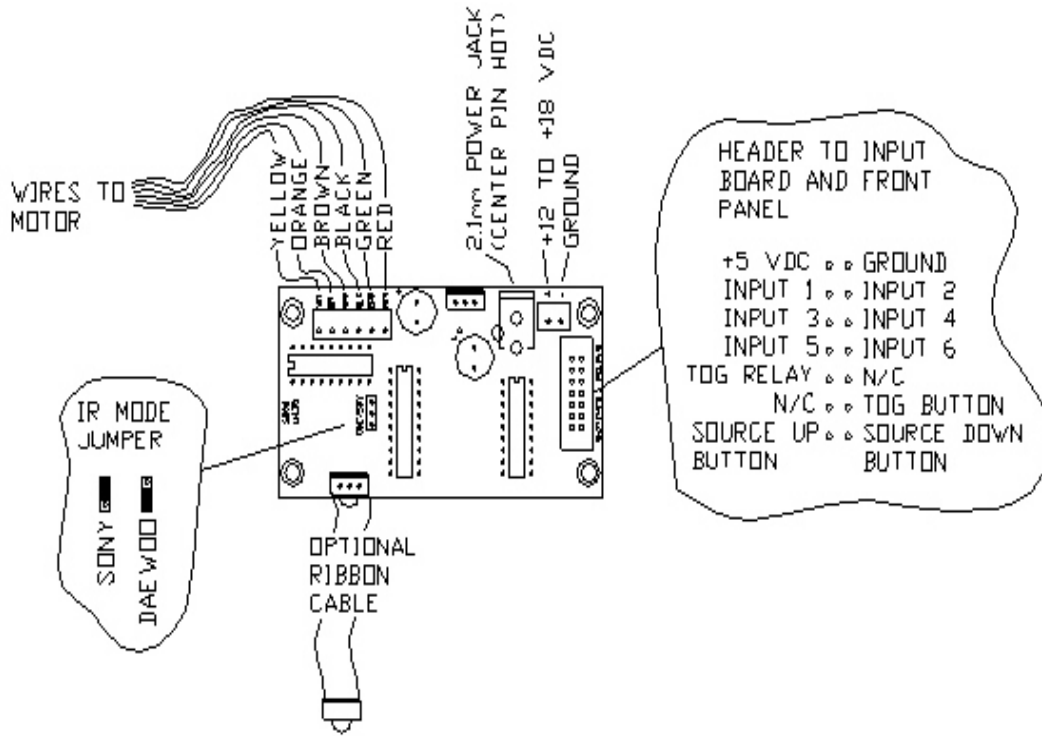 WIRES TO
MOTOR
YELLOW
ORANGE
BROWN
BLACK
GREEN
RED
2.1mm POWER JACK
(CENTER PIN HOT)
+12 TO +18 VDC
GROUND
HEADER TO INPUT
BOARD AND FRONT
PANEL
+5 VDC GROUND
INPUT 1 INPUT 2
INPUT 3 INPUT 4
INPUT 5 INPUT 6
TOG RELAY N/C
N/C TOG BUTTON
SOURCE UP SOURCE DOWN
BUTTON BUTTON
IR MODE
JUMPER
SONY
DAEWOO
OPTIONAL
RIBBON
CABLE